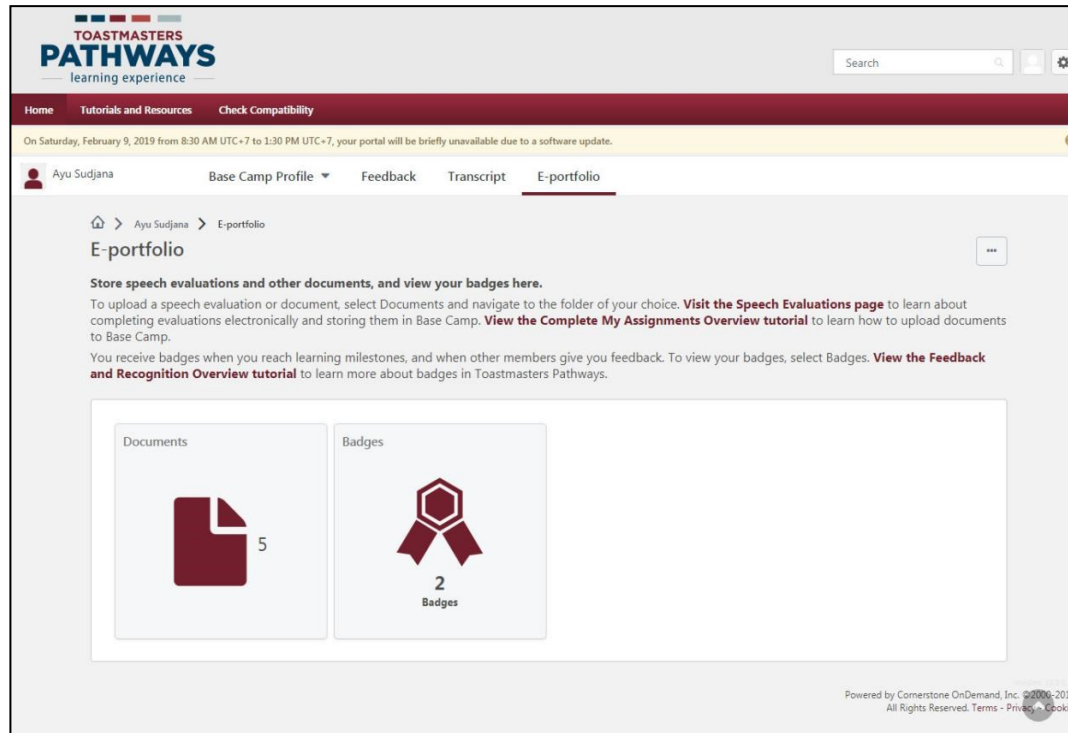 TOASTMASTERS
PATHWAYS
learning experience
Search
Home Tutorials and Resources Check Compatibility
On Saturday, February 9, 2019 from 8:30 AM UTC+7 to 1:30 PM UTC+7, your portal will be briefly unavailable due to a software update.
Ayu Sudjana Base Camp Profile Feedback Transcript E-portfolio
Ayu Sudjana E-portfolio
E-portfolio
Store speech evaluations and other documents, and view your badges here.
To upload a speech evaluation or document, select Documents and navigate to the folder of your choice. Visit the Speech Evaluations page to learn about
completing evaluations electronically and storing them in Base Camp. View the Complete My Assignments Overview tutorial to learn how to upload documents
to Base Camp.
You receive badges when you reach learning milestones, and when other members give you feedback. To view your badges, select Badges. View the Feedback
and Recognition Overview tutorial to learn more about badges in Toastmasters Pathways.
Documents Badges
5
2
Badges
Powered by Cornerstone OnDemand, Inc. ©2000-201
All Rights Reserved. Terms - Privacy - Cooki